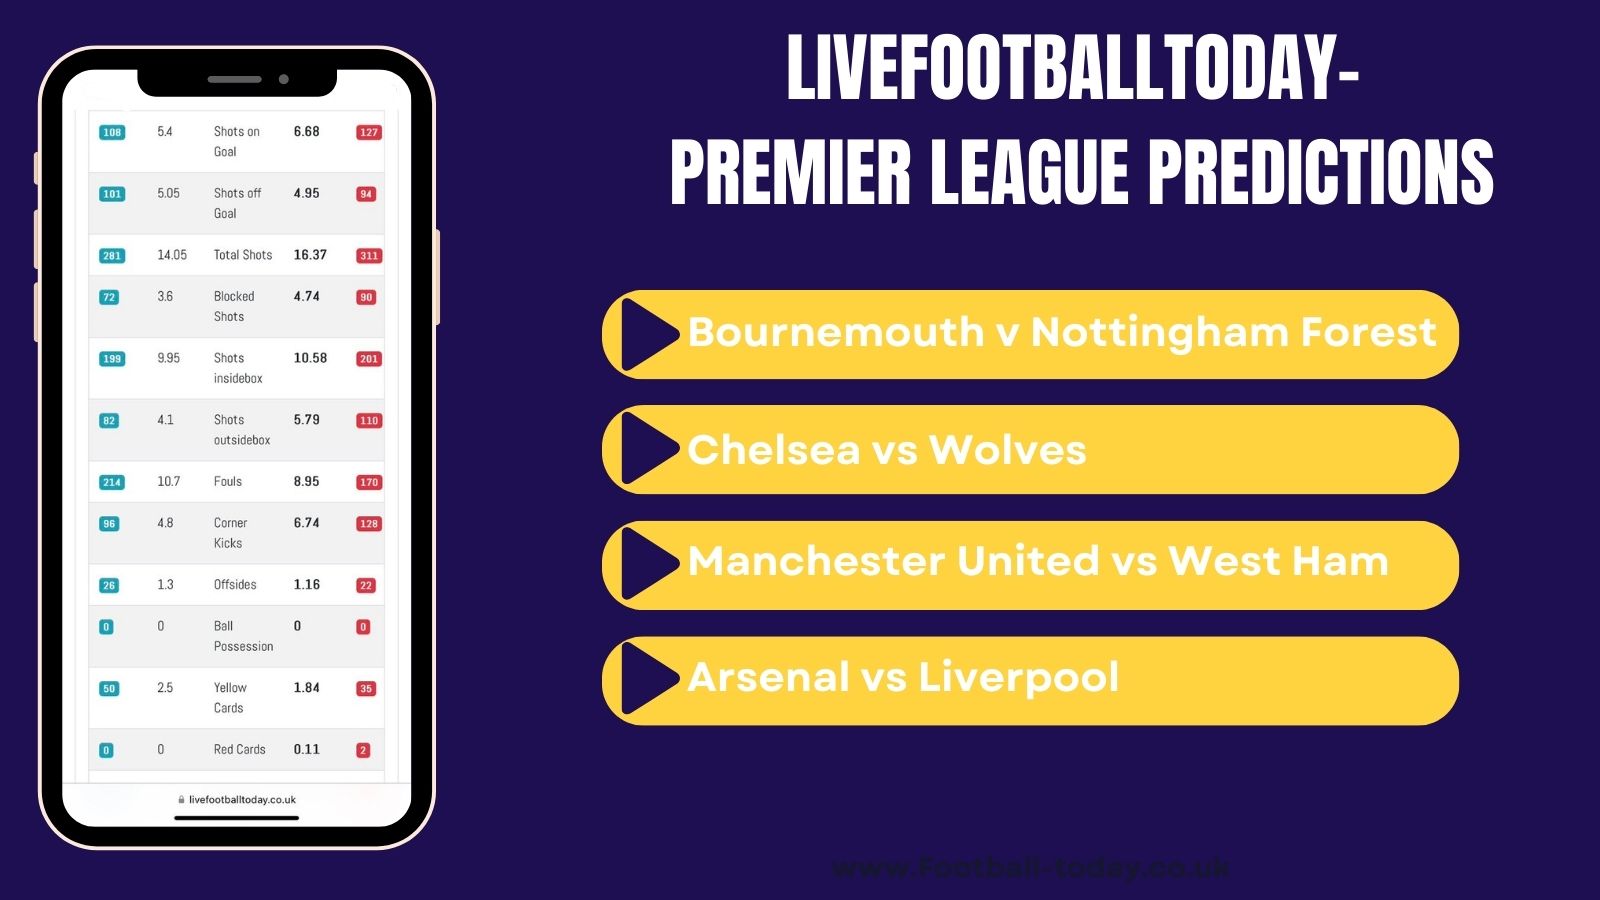 LIVEFOOTBALLTODAY-
PREMIER LEAGUE PREDICTIONS
108 5.4 Shots on 6.68 127
Goal
101 5.05 Shots off 4.95 94
Goal
281 14.05 Total Shots 16.37 311
72 3.6 Blocked 4.74 90
Shots
199 9.95 Shots 10.58 201
insidebox
82 4.1 Shots 5.79 110
outsidebox
214 10.7 Fouls 8.95 170
96 4.8 Corner 6.74 128
Kicks
26 1.3 Offsides 1.16 22
0 0 Ball 0 0
Possession
50 2.5 Yellow 1.84 35
Cards
0 0 Red Cards 0.11 2
livefootballtoday.co.uk
Bournemouth v Nottingham Forest
Chelsea vs Wolves
Manchester United vs West Ham
Arsenal vs Liverpool
www.Football-today.co.uk